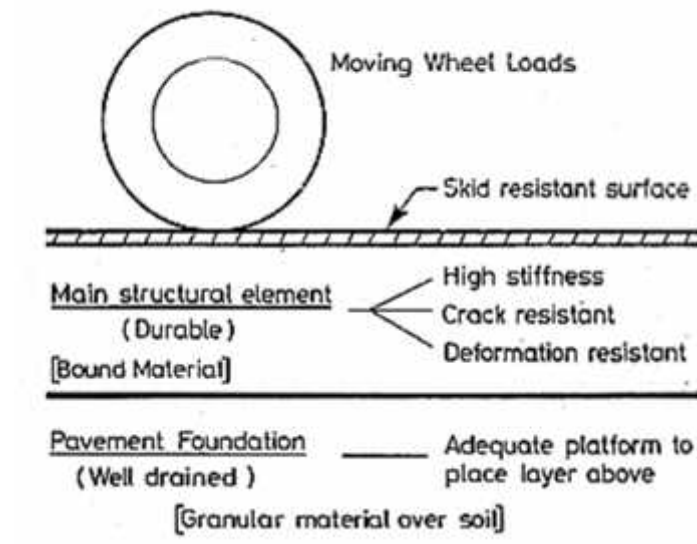 Moving Wheel Loads
Skid resistant surface
Main structural element
(Durable)
[Bound Material]
High stiffness
Crack resistant
Deformation resistant
Pavement Foundation
(Well drained)
Adequate platform to
place layer above
[Granular material over soil]